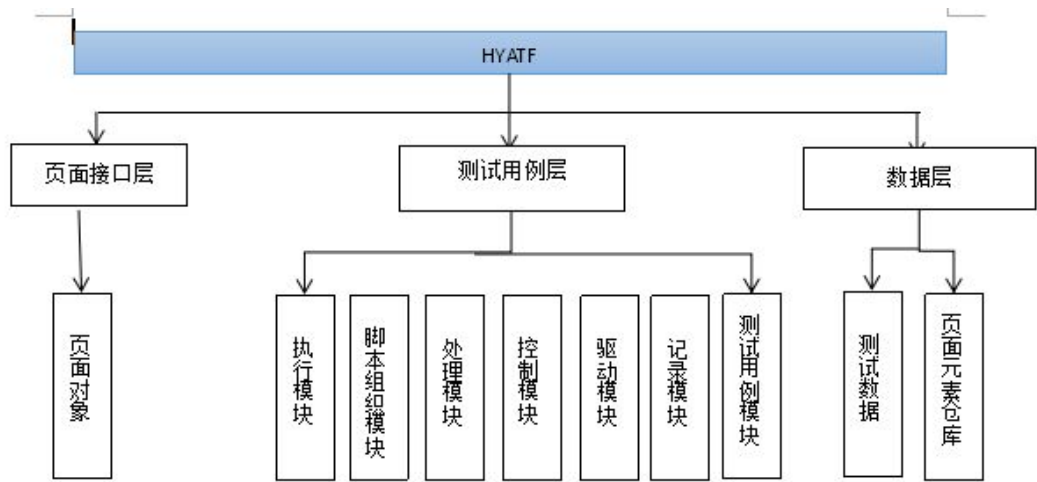 HYATF
页面接口层
测试用例层
数据层
页面对象
执行模块
脚本组织模块
处理模块
控制模块
驱动模块
记录模块
测试用例模块
测试数据
页面元素仓库